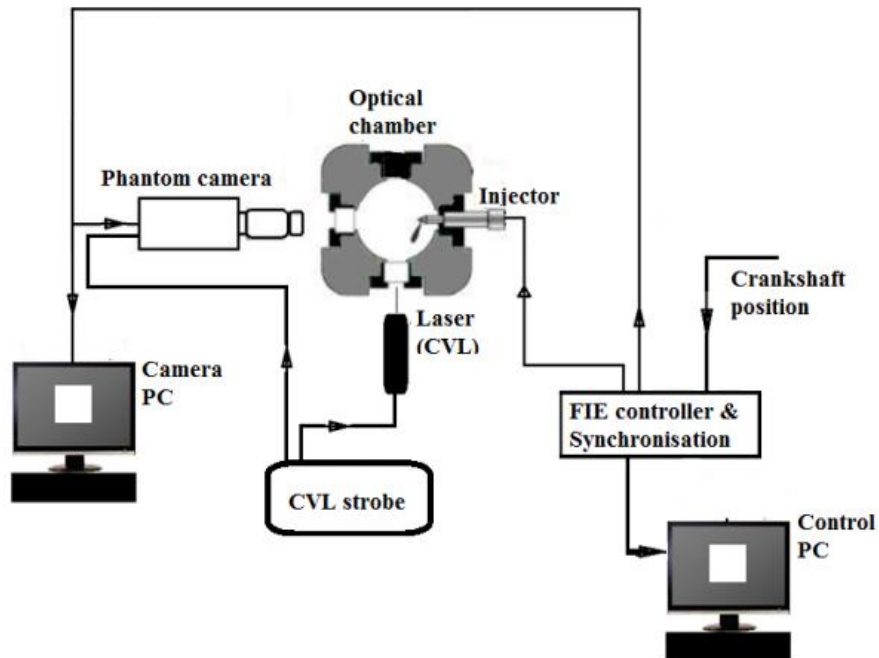 Optical
chamber
Phantom camera
Injector
Crankshaft
position
Laser
(CVL)
Camera
PC
FIE controller &
Synchronisation
CVL strobe
Control
PC